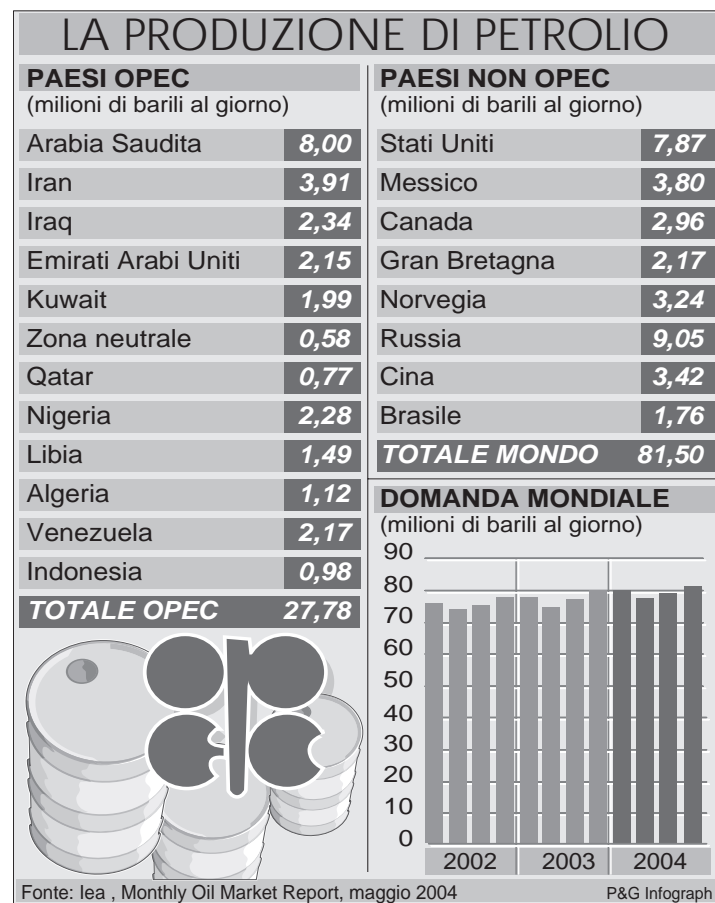 LA PRODUZIONE DI PETROLIO
PAESI OPEC
(milioni di barili al giorno)
Arabia Saudita 8,00
Iran 3,91
Iraq 2,34
Emirati Arabi Uniti 2,15
Kuwait 1,99
Zona neutrale 0,58
Qatar 0,77
Nigeria 2,28
Libia 1,49
Algeria 1,12
Venezuela 2,17
Indonesia 0,98
TOTALE OPEC 27,78
PAESI NON OPEC
(milioni di barili al giorno)
Stati Uniti 7,87
Messico 3,80
Canada 2,96
Gran Bretagna 2,17
Norvegia 3,24
Russia 9,05
Cina 3,42
Brasile 1,76
TOTALE MONDO 81,50
DOMANDA MONDIALE
(milioni di barili al giorno)
90
80
70
60
50
40
30
20
10
0
2002 2003 2004
Fonte: Iea , Monthly Oil Market Report, maggio 2004 P&G Infograph